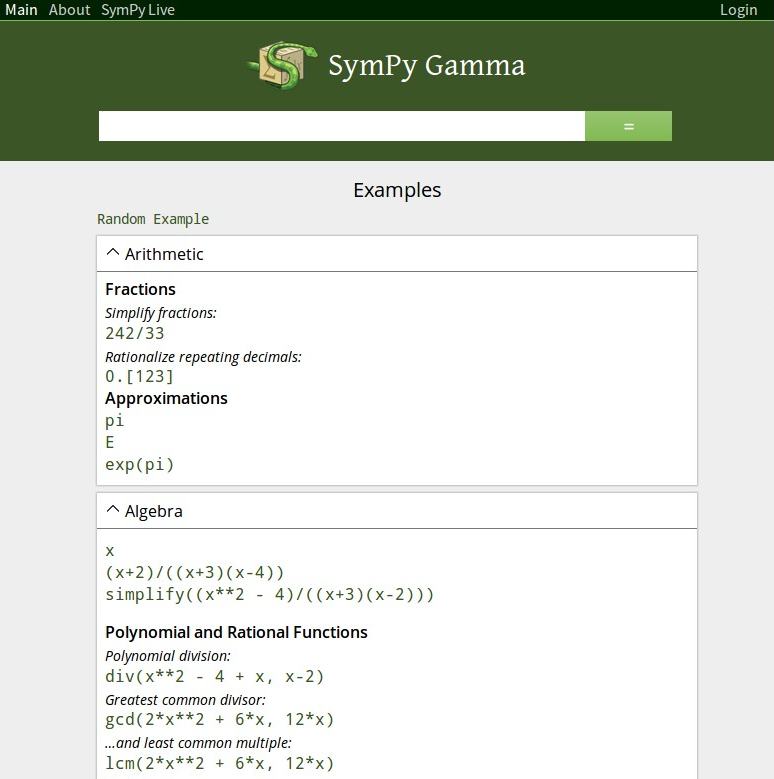 Main About SymPy Live Login
SymPy Gamma
=
Examples
Random Example
Arithmetic
Fractions
Simplify fractions:
242/33
Rationalize repeating decimals:
0.[123]
Approximations
pi
E
exp(pi)
Algebra
x
(x+2)/((x+3)(x-4))
simplify((x**2 - 4)/((x+3)(x-2)))
Polynomial and Rational Functions
Polynomial division:
div(x**2 - 4 + x, x-2)
Greatest common divisor:
gcd(2*x**2 + 6*x, 12*x)
...and least common multiple:
lcm(2*x**2 + 6*x, 12*x)